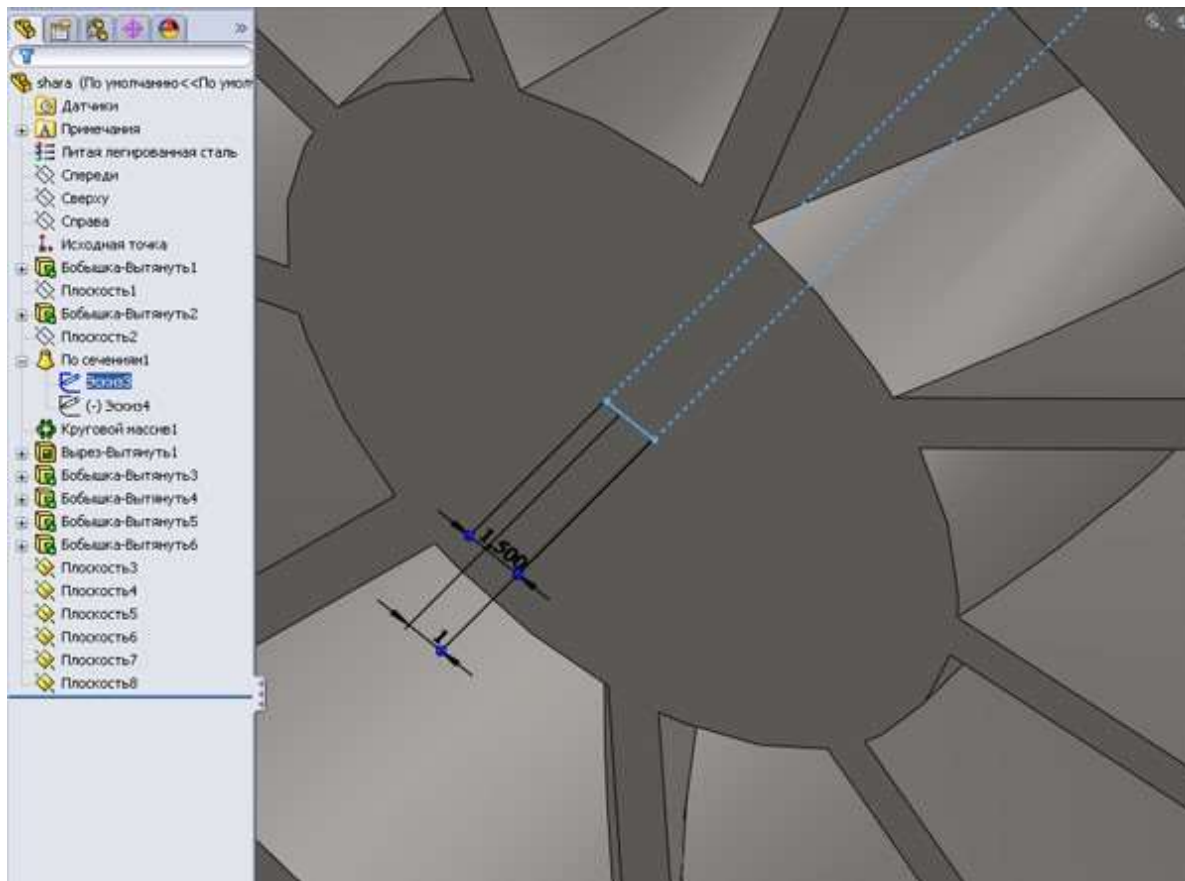 shara (По умолчанию<<По умол
Датчики
Примечания
Литая легированная сталь
Спереди
Сверху
Справа
Исходная точка
Бобышка-Вытянуть1
Плоскость1
Бобышка-Вытянуть2
Плоскость2
По сечениям1
Эскиз3
(-) Эскиз4
Круговой массив1
Вырез-Вытянуть1
Бобышка-Вытянуть3
Бобышка-Вытянуть4
Бобышка-Вытянуть5
Бобышка-Вытянуть6
Плоскость3
Плоскость4
Плоскость5
Плоскость6
Плоскость7
Плоскость8
1,500
1